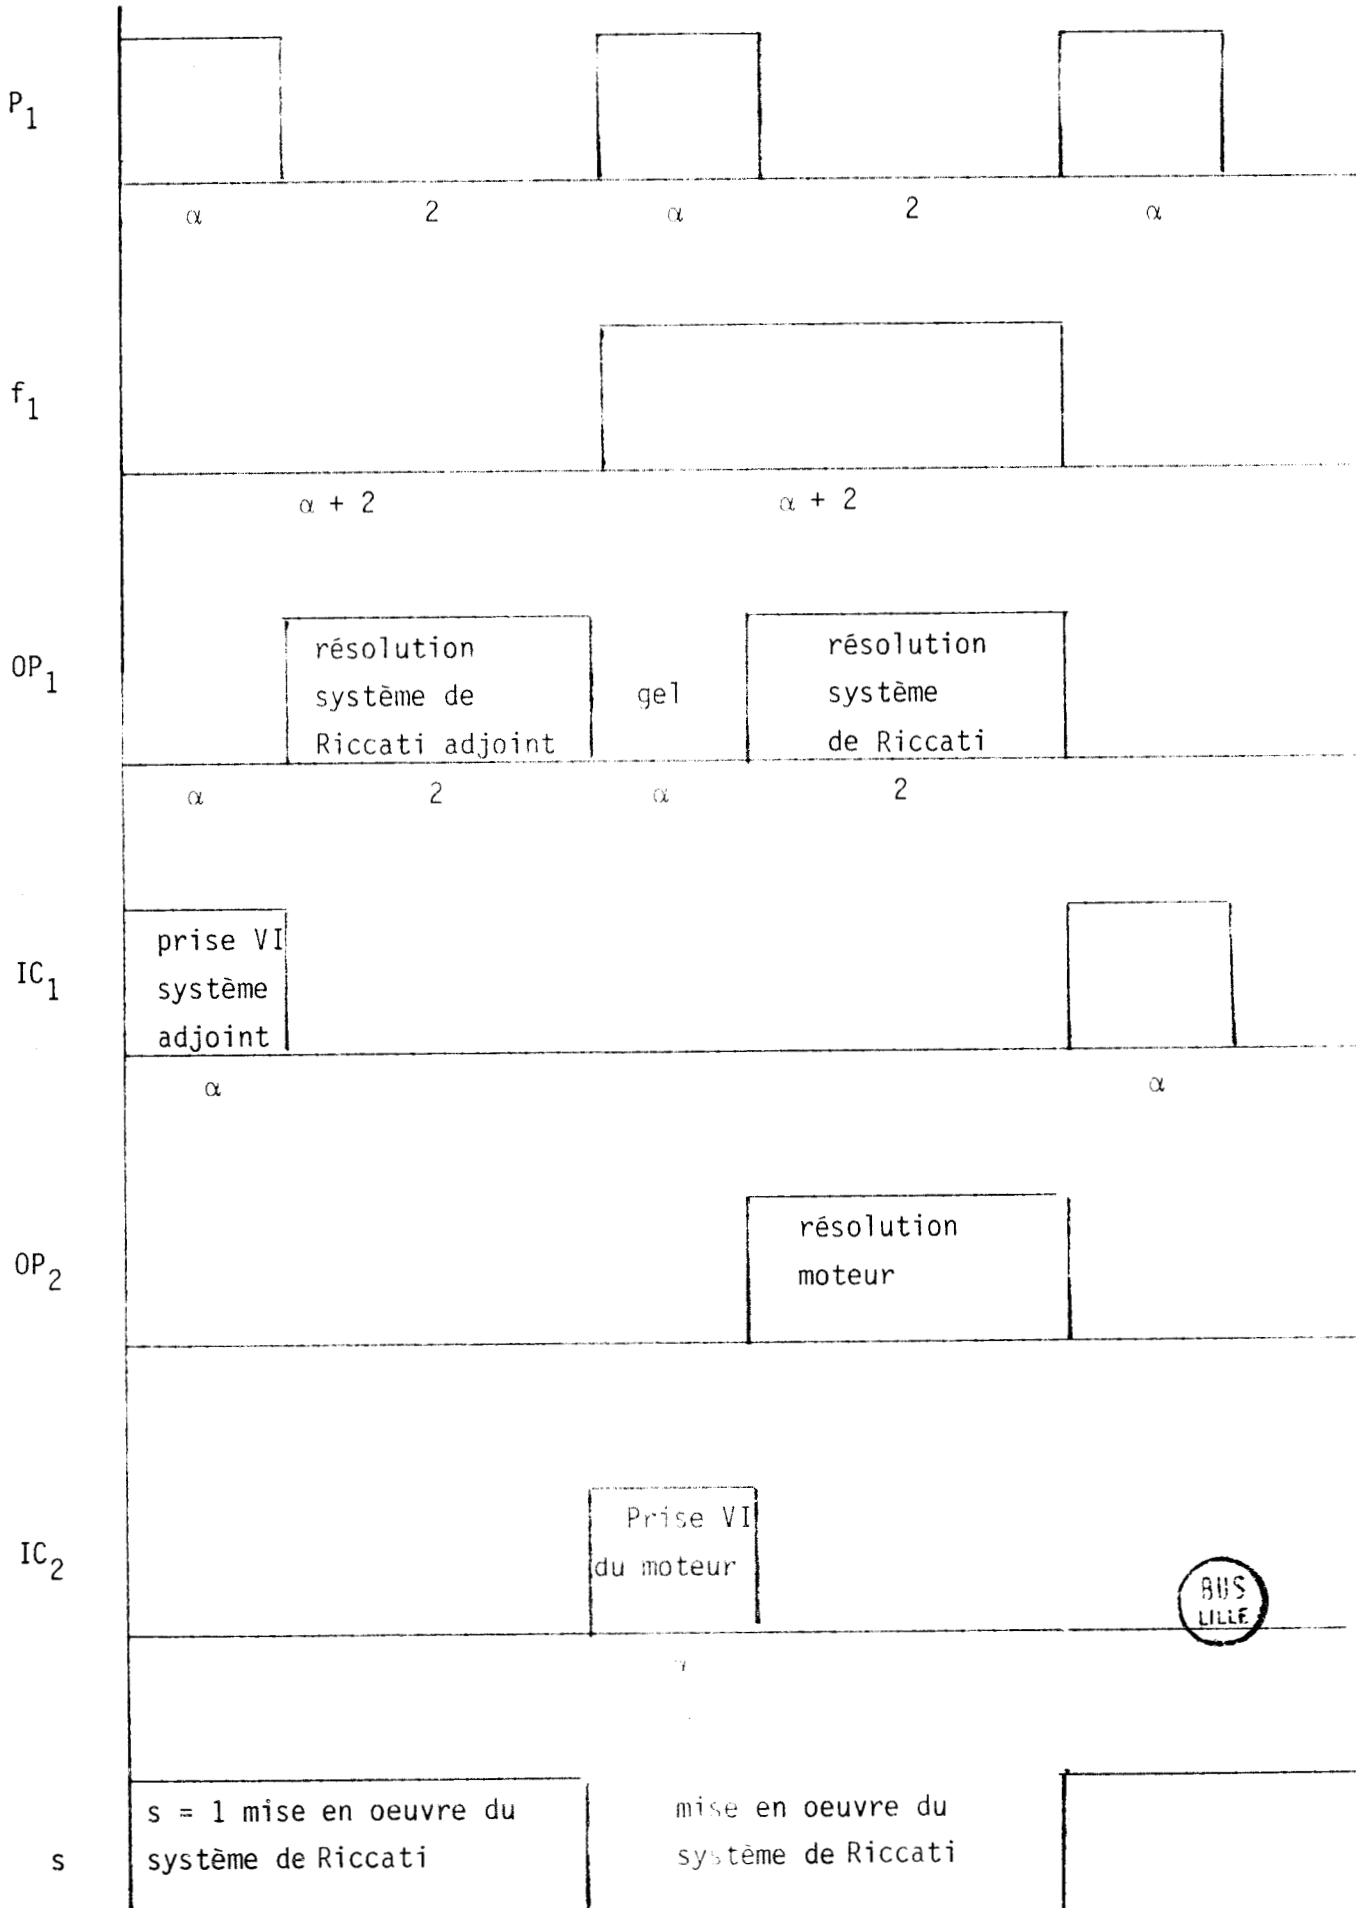 P1
α 2 α 2 α
f1
α + 2 α + 2
OP1
résolution
système de
Riccati adjoint
gel
résolution
système
de Riccati
α 2 α 2
IC1
prise VI
système
adjoint
α α
OP2
résolution
moteur
IC2
Prise VI
du moteur
BUS
LILLE
s
s = 1 mise en oeuvre du
système de Riccati
mise en oeuvre du
système de Riccati